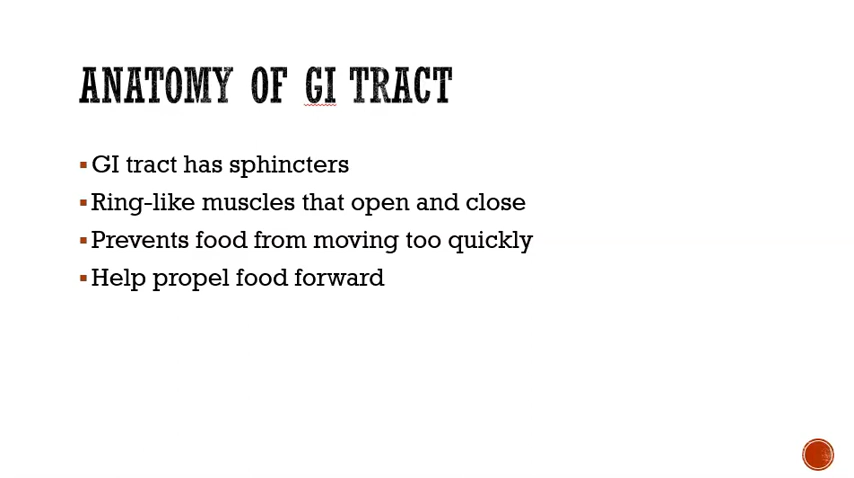 ANATOMY OF GI TRACT
GI tract has sphincters
Ring-like muscles that open and close
Prevents food from moving too quickly
Help propel food forward